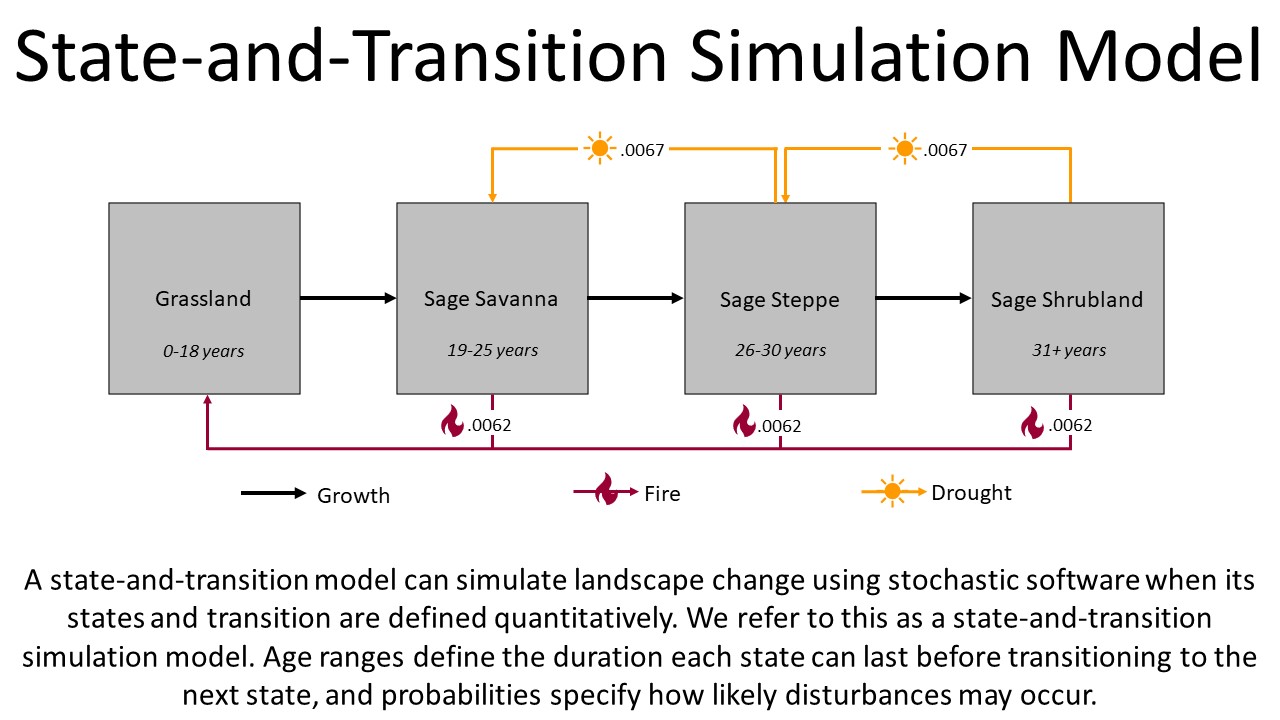 State-and-Transition Simulation Model
.0067
.0067
Grassland
0-18 years
Sage Savanna
19-25 years
Sage Steppe
26-30 years
Sage Shrubland
31+ years
.0062
.0062
.0062
Growth
Fire
Drought
A state-and-transition model can simulate landscape change using stochastic software when its
states and transition are defined quantitatively. We refer to this as a state-and-transition
simulation model. Age ranges define the duration each state can last before transitioning to the
next state, and probabilities specify how likely disturbances may occur.